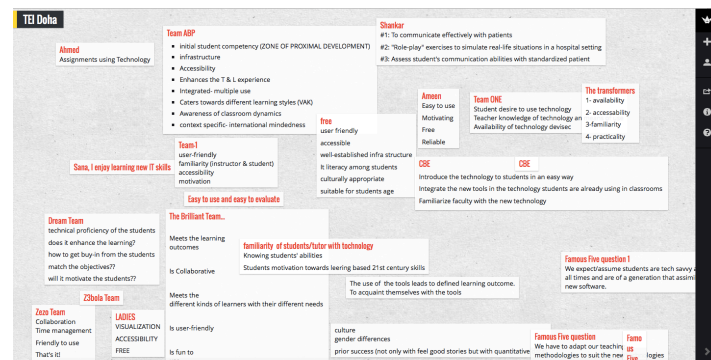 TEI Doha
Ahmed
Assignments using Technology
Team ABP
initial student competency (ZONE OF PROXIMAL DEVELOPMENT)
infrastructure
Accessibility
Enhances the T & L experience
Integrated- multiple use
Caters towards different learning styles (VAK)
Awareness of classroom dynamics
context specific- international mindedness
Shankar
#1: To communicate effectively with patients
#2: "Role-play" exercises to simulate real-life situations in a hospital setting
#3: Assess student's communication abilities with standardized patient
free
user friendly
accessible
well-established infra structure
It literacy among students
culturally appropriate
suitable for students age
Ameen
Easy to use
Motivating
Free
Reliable
Team ONE
Student desire to use technology
Teacher knowledge of technology an
Availability of technology devisec
The transformers
1- availability
2- accessability
3-familiarity
4- practicality
Team-1
user-friendly
familiarity (instructor & student)
accessibility
motivation
Sana, I enjoy learning new IT skills
CBE
CBE
Introduce the technology to students in an easy way
Integrate the new tools in the technology students are already using in classrooms
Familiarize faculty with the new technology
Easy to use and easy to evaluate
Dream Team
technical proficiency of the students
does it enhance the learning?
how to get buy-in from the students
match the objectives??
will it motivate the students??
The Brilliant Team...
Meets the learning
outcomes
Is Collaborative
Meets the
different kinds of learners with their different needs
Is user-friendly
Is fun to
familiarity of students/tutor with technology
Knowing students' abilities
Students motivation towards leering based 21st century skills
The use of the tools leads to defined learning outcome.
To acquaint themselves with the tools
Famous Five question 1
We expect/assume students are tech savvy a
all times and are of a generation that assimi
new software.
Z3bola Team
Zezo Team
Collaboration
Time management
Friendly to use
That's it!
LADIES
VISUALIZATION
ACCESSIBILITY
FREE
culture
gender differences
prior success (not only with feel good stories but with quantitative
Famous Five question
We have to adapt our teaching
methodologies to suit the new
Famo
us
Five
ologies